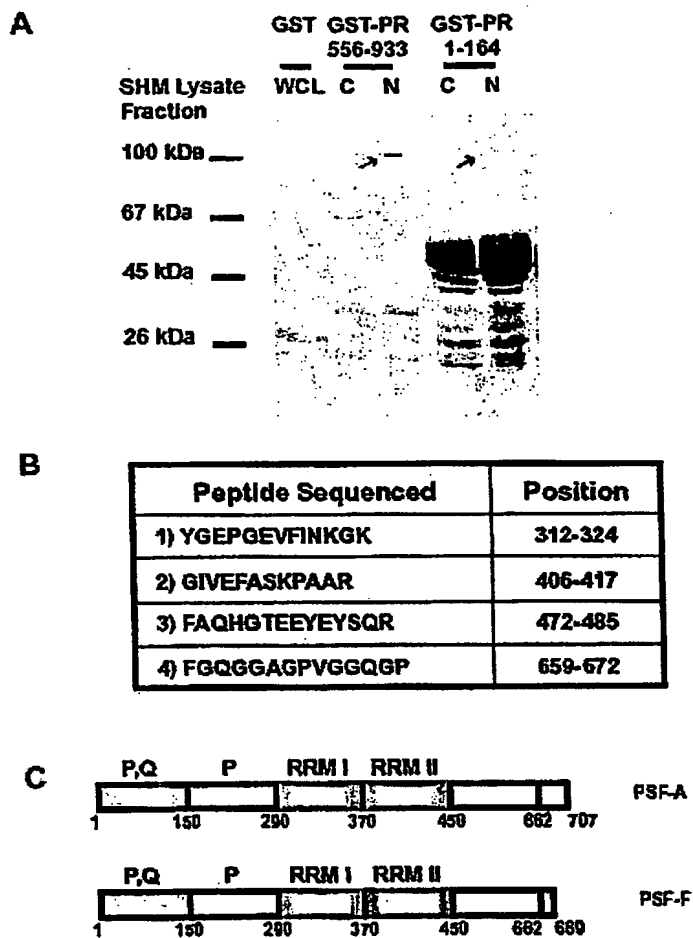 A
GST GST-PR GST-PR
556-933 1-164
SHM Lysate WCL C N C N
Fraction
100 kDa
67 kDa
45 kDa
26 kDa
B
Peptide Sequenced Position
1) YGEPGEVFINKGK 312-324
2) GIVEFASKPAAR 406-417
3) FAQHGTEEYEYSQR 472-485
4) FGQGGAGPVGGQGP 659-672
C
P,Q P RRM I RRM II
PSF-A
1 150 290 370 450 662 707
P,Q P RRM I RRM II
PSF-F
1 150 290 370 450 662 669